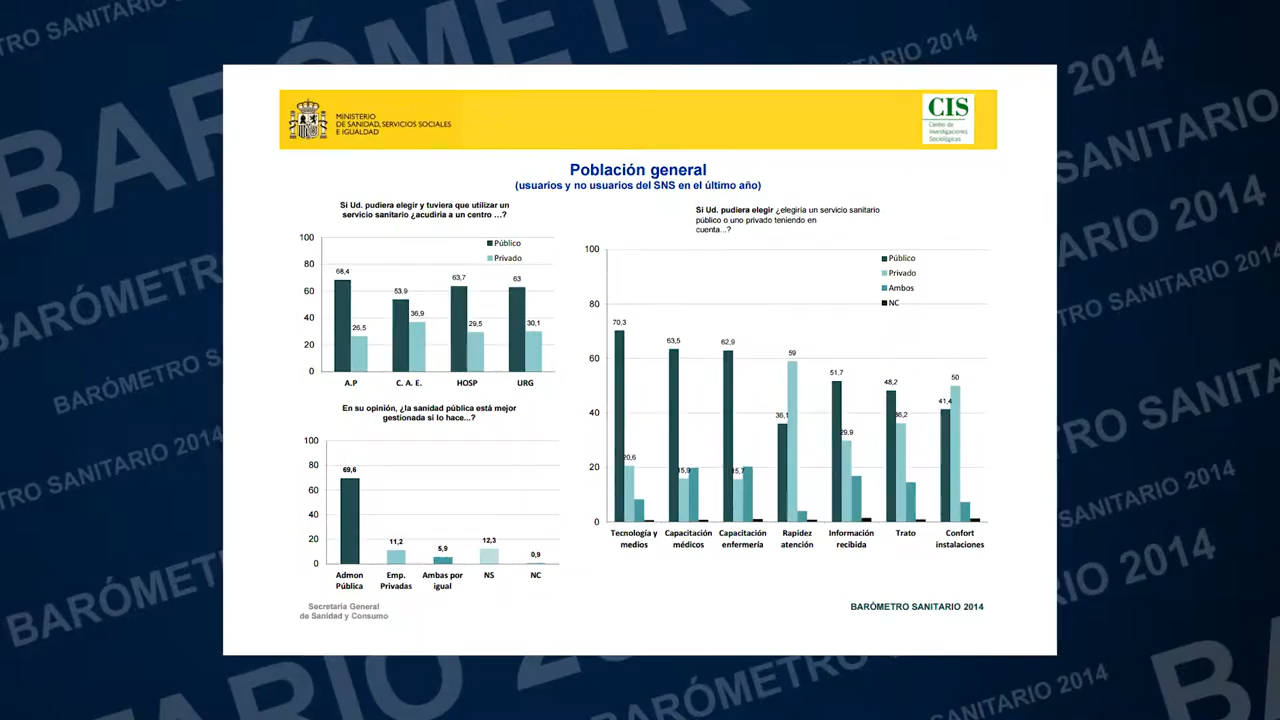 MINISTERIO
DE SANIDAD, SERVICIOS SOCIALES
E IGUALDAD
CIS
Centro de
Investigaciones
Sociológicas
Población general
(usuarios y no usuarios del SNS en el último año)
Si Ud. pudiera elegir y tuviera que utilizar un
servicio sanitario ¿acudiría a un centro ...?
100
80
60
40
20
0
Público
Privado
68,4
26,5
53,9
36,9
63,7
29,5
63
30,1
A.P
C. A. E.
HOSP
URG
En su opinión, ¿la sanidad pública está mejor
gestionada si lo hace...?
100
80
60
40
20
0
69,6
11,2
5,9
12,3
0,9
Admon
Pública
Emp.
Privadas
Ambas por
igual
NS
NC
Si Ud. pudiera elegir ¿elegiría un servicio sanitario
público o uno privado teniendo en
cuenta...?
100
80
60
40
20
0
Público
Privado
Ambos
NC
70,3
20,6
63,5
15,9
62,9
15,7
36,1
59
51,7
29,9
48,2
36,2
41,4
50
Tecnología y
medios
Capacitación
médicos
Capacitación
enfermería
Rapidez
atención
Información
recibida
Trato
Confort
instalaciones
Secretaría General
de Sanidad y Consumo
BARÓMETRO SANITARIO 2014